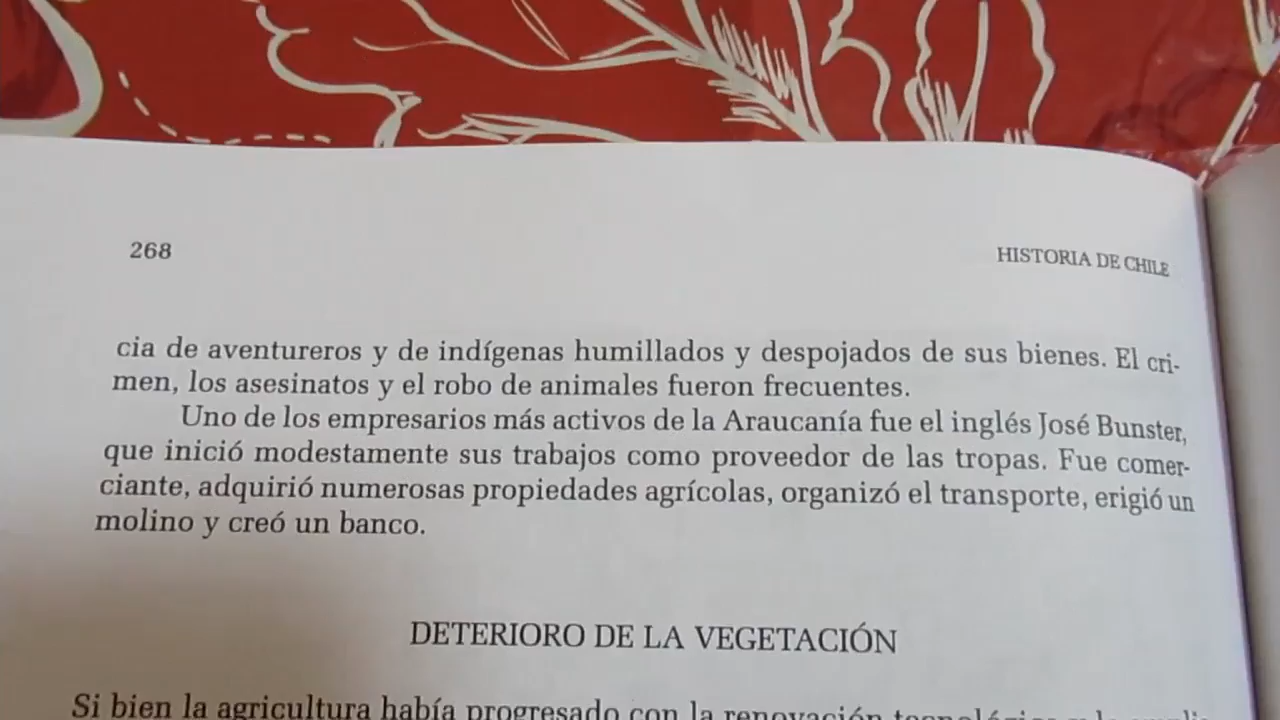 268
HISTORIA DE CHILE
cia de aventureros y de indígenas humillados y despojados de sus bienes. El cri-
men, los asesinatos y el robo de animales fueron frecuentes.
Uno de los empresarios más activos de la Araucanía fue el inglés José Bunster,
que inició modestamente sus trabajos como proveedor de las tropas. Fue comer-
ciante, adquirió numerosas propiedades agrícolas, organizó el transporte, erigió un
molino y creó un banco.
DETERIORO DE LA VEGETACIÓN
Si bien la agricultura había progresado con la renovación tecnológica y